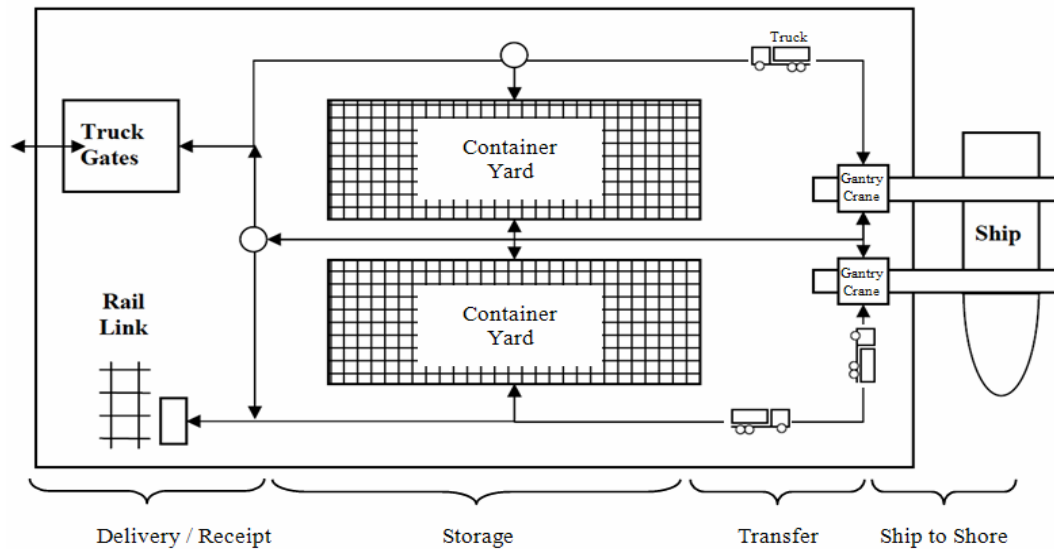 Truck
Truck
Gates
Container
Yard
Gantry
Crane
Ship
Gantry
Crane
Rail
Link
Container
Yard
Delivery / Receipt
Storage
Transfer
Ship to Shore